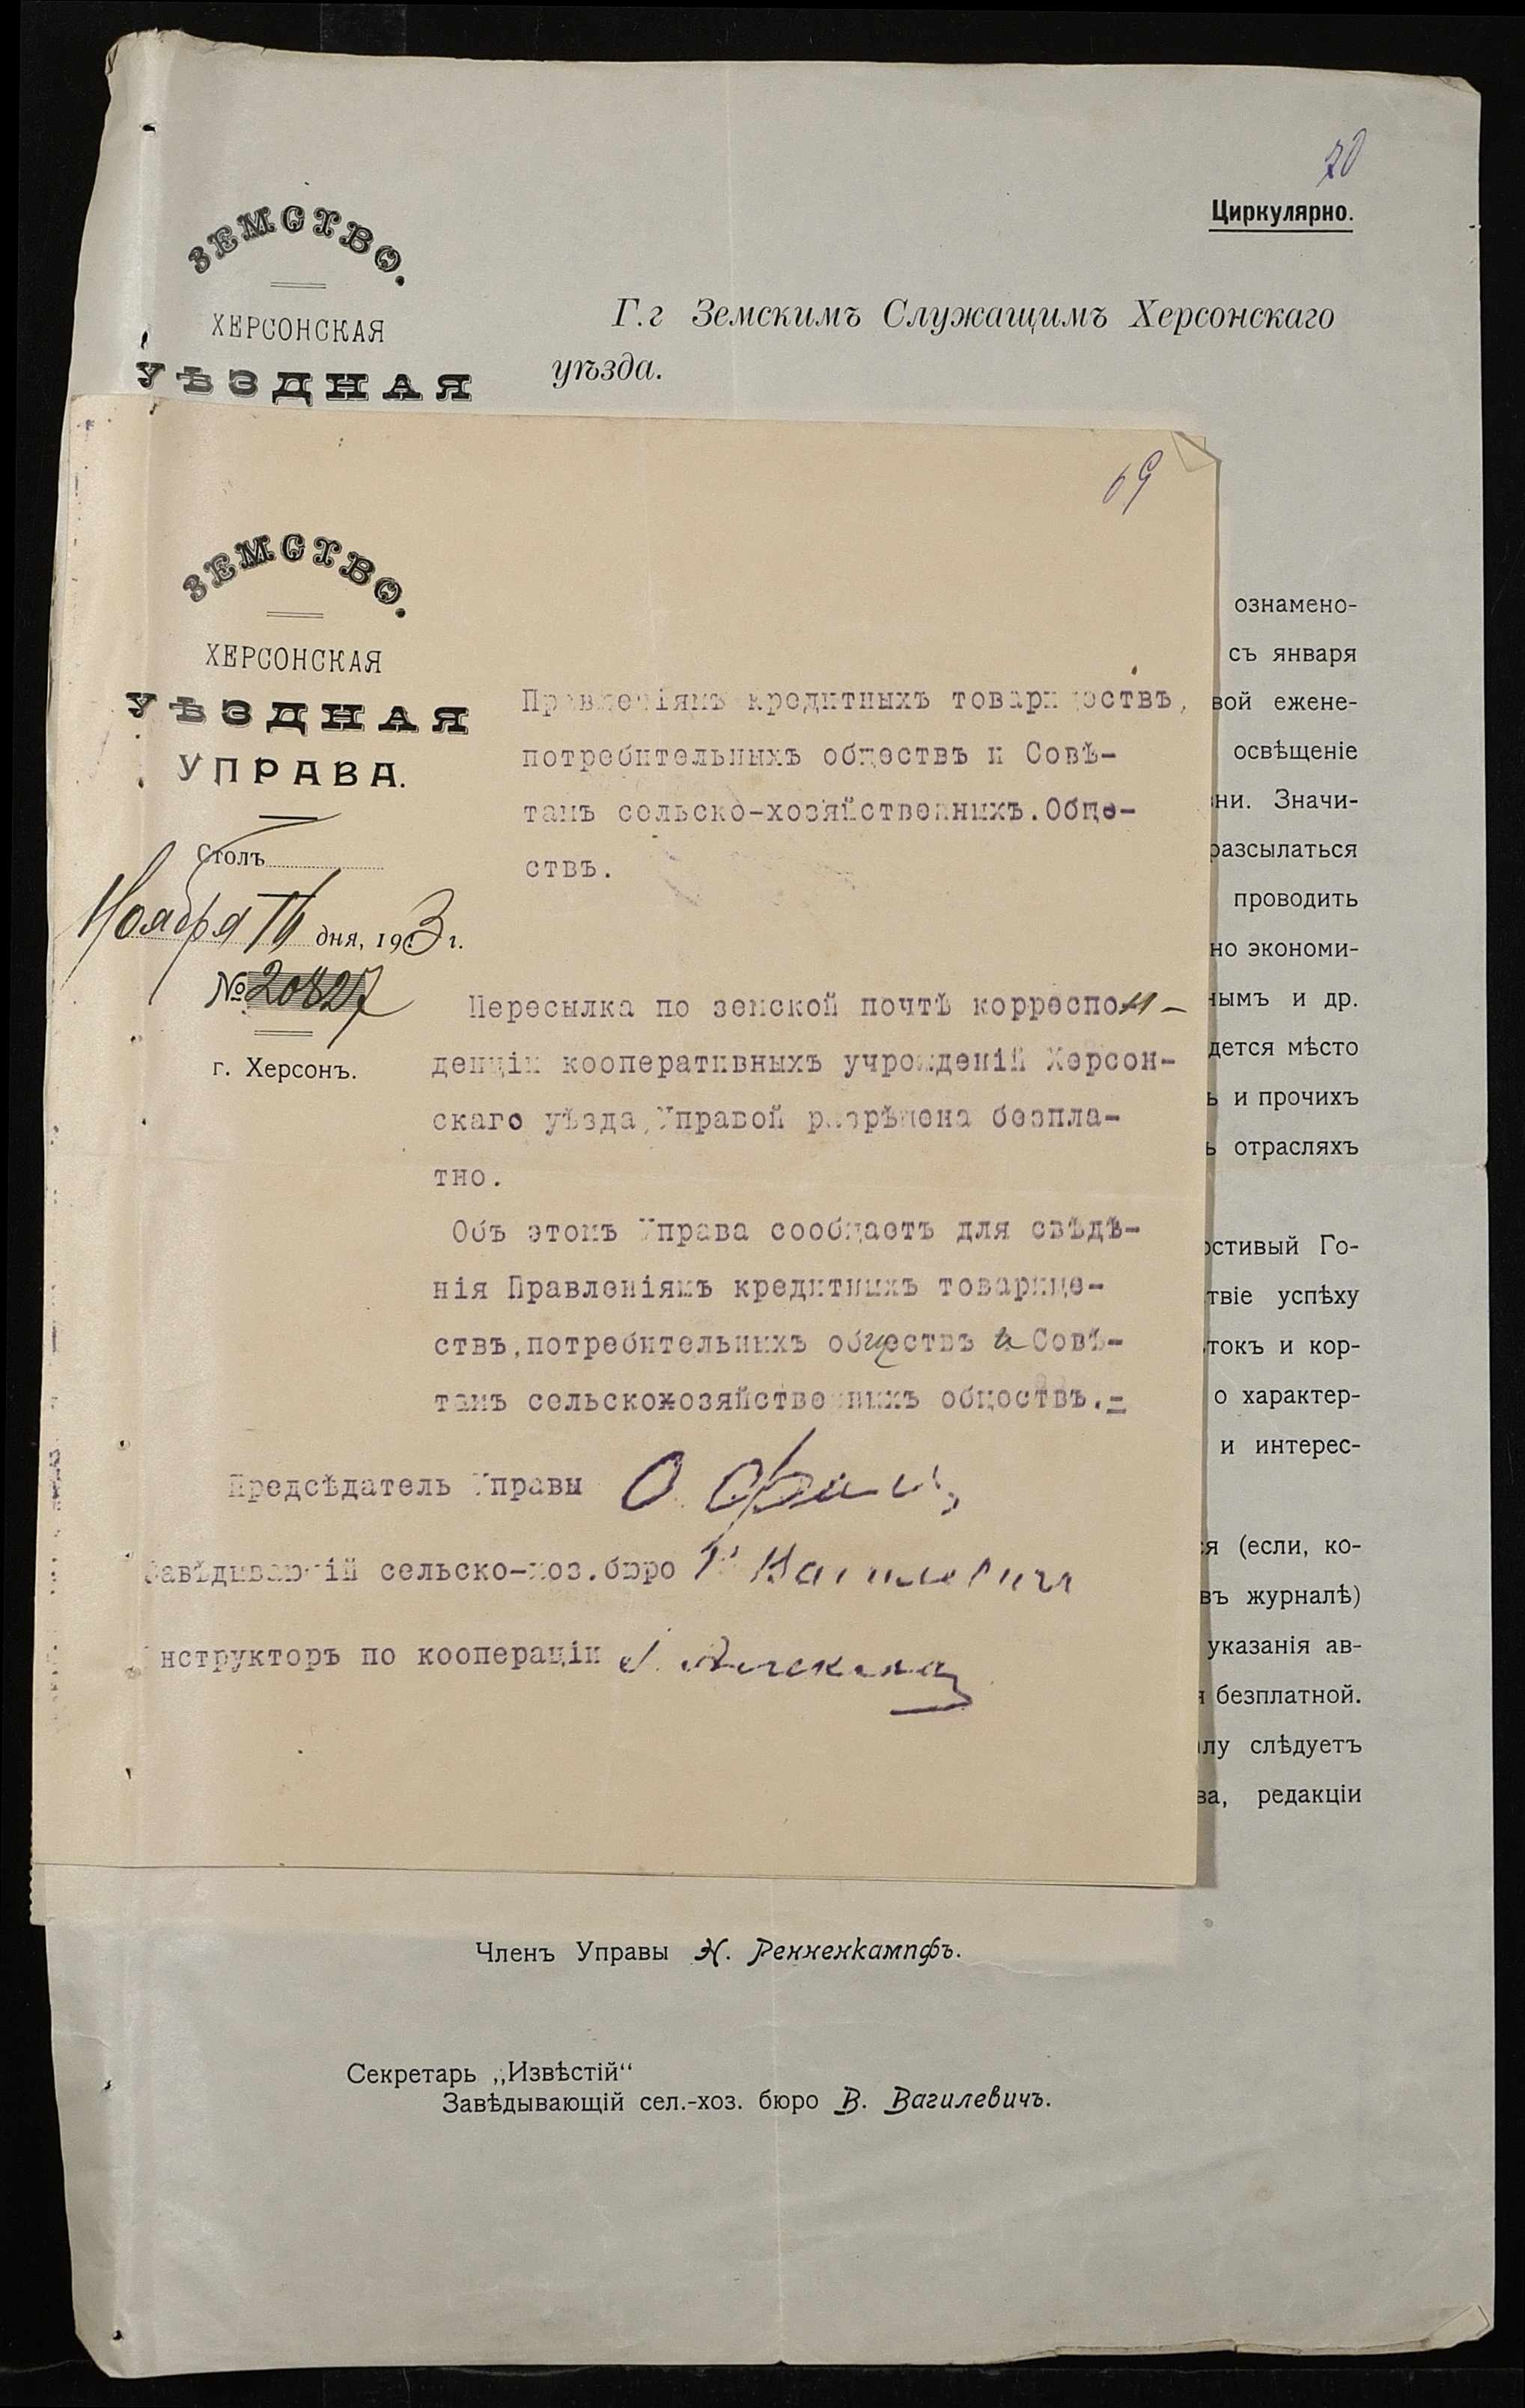 70
Циркулярно.
ЗЕМСТВО.
ХЕРСОНСКАЯ
УѢЗДНАЯ
Г.г Земскимъ Служащимъ Херсонскаго
уѣзда.
69
ЗЕМСТВО.
ХЕРСОНСКАЯ
УѢЗДНАЯ
УПРАВА.
Столъ
Ноября дня, 1913 г.
№ 20827
г. Херсонъ.
Правленіямъ кредитныхъ товариществъ,
потребительныхъ обществъ и Совѣ-
тамъ сельско-хозяйственныхъ.Обще-
ствъ.
Пересылка по земской почтѣ корреспон-
денціи кооперативныхъ учрежденій Херсон-
скаго уѣзда,Управой разрѣшена безпла-
тно.
Объ этомъ Управа сообщаетъ для свѣдѣ-
нія Правленіямъ кредитныхъ товарище-
ствъ,потребительныхъ обществъ и Совѣ-
тамъ сельскохозяйственныхъ обществъ.-
Предсѣдатель Управы
Завѣдывающій сельско-хоз.бюро В Вагилевичъ
нструкторъ по коопераціи
ознамено-
съ января
вой ежене-
освѣщеніе
ни. Значи-
разсылаться
проводить
но экономи-
нымъ и др.
дется мѣсто
ъ и прочихъ
ъ отрасляхъ
остивый Го-
твіе успѣху
токъ и кор-
о характер-
и интерес-
я (если, ко-
въ журналѣ)
указанія ав-
безплатной.
лу слѣдуетъ
ва, редакціи
Членъ Управы Н. Ренненкампфъ.
Секретарь „Извѣстій“
Завѣдывающій сел.-хоз. бюро В. Вагилевичъ.